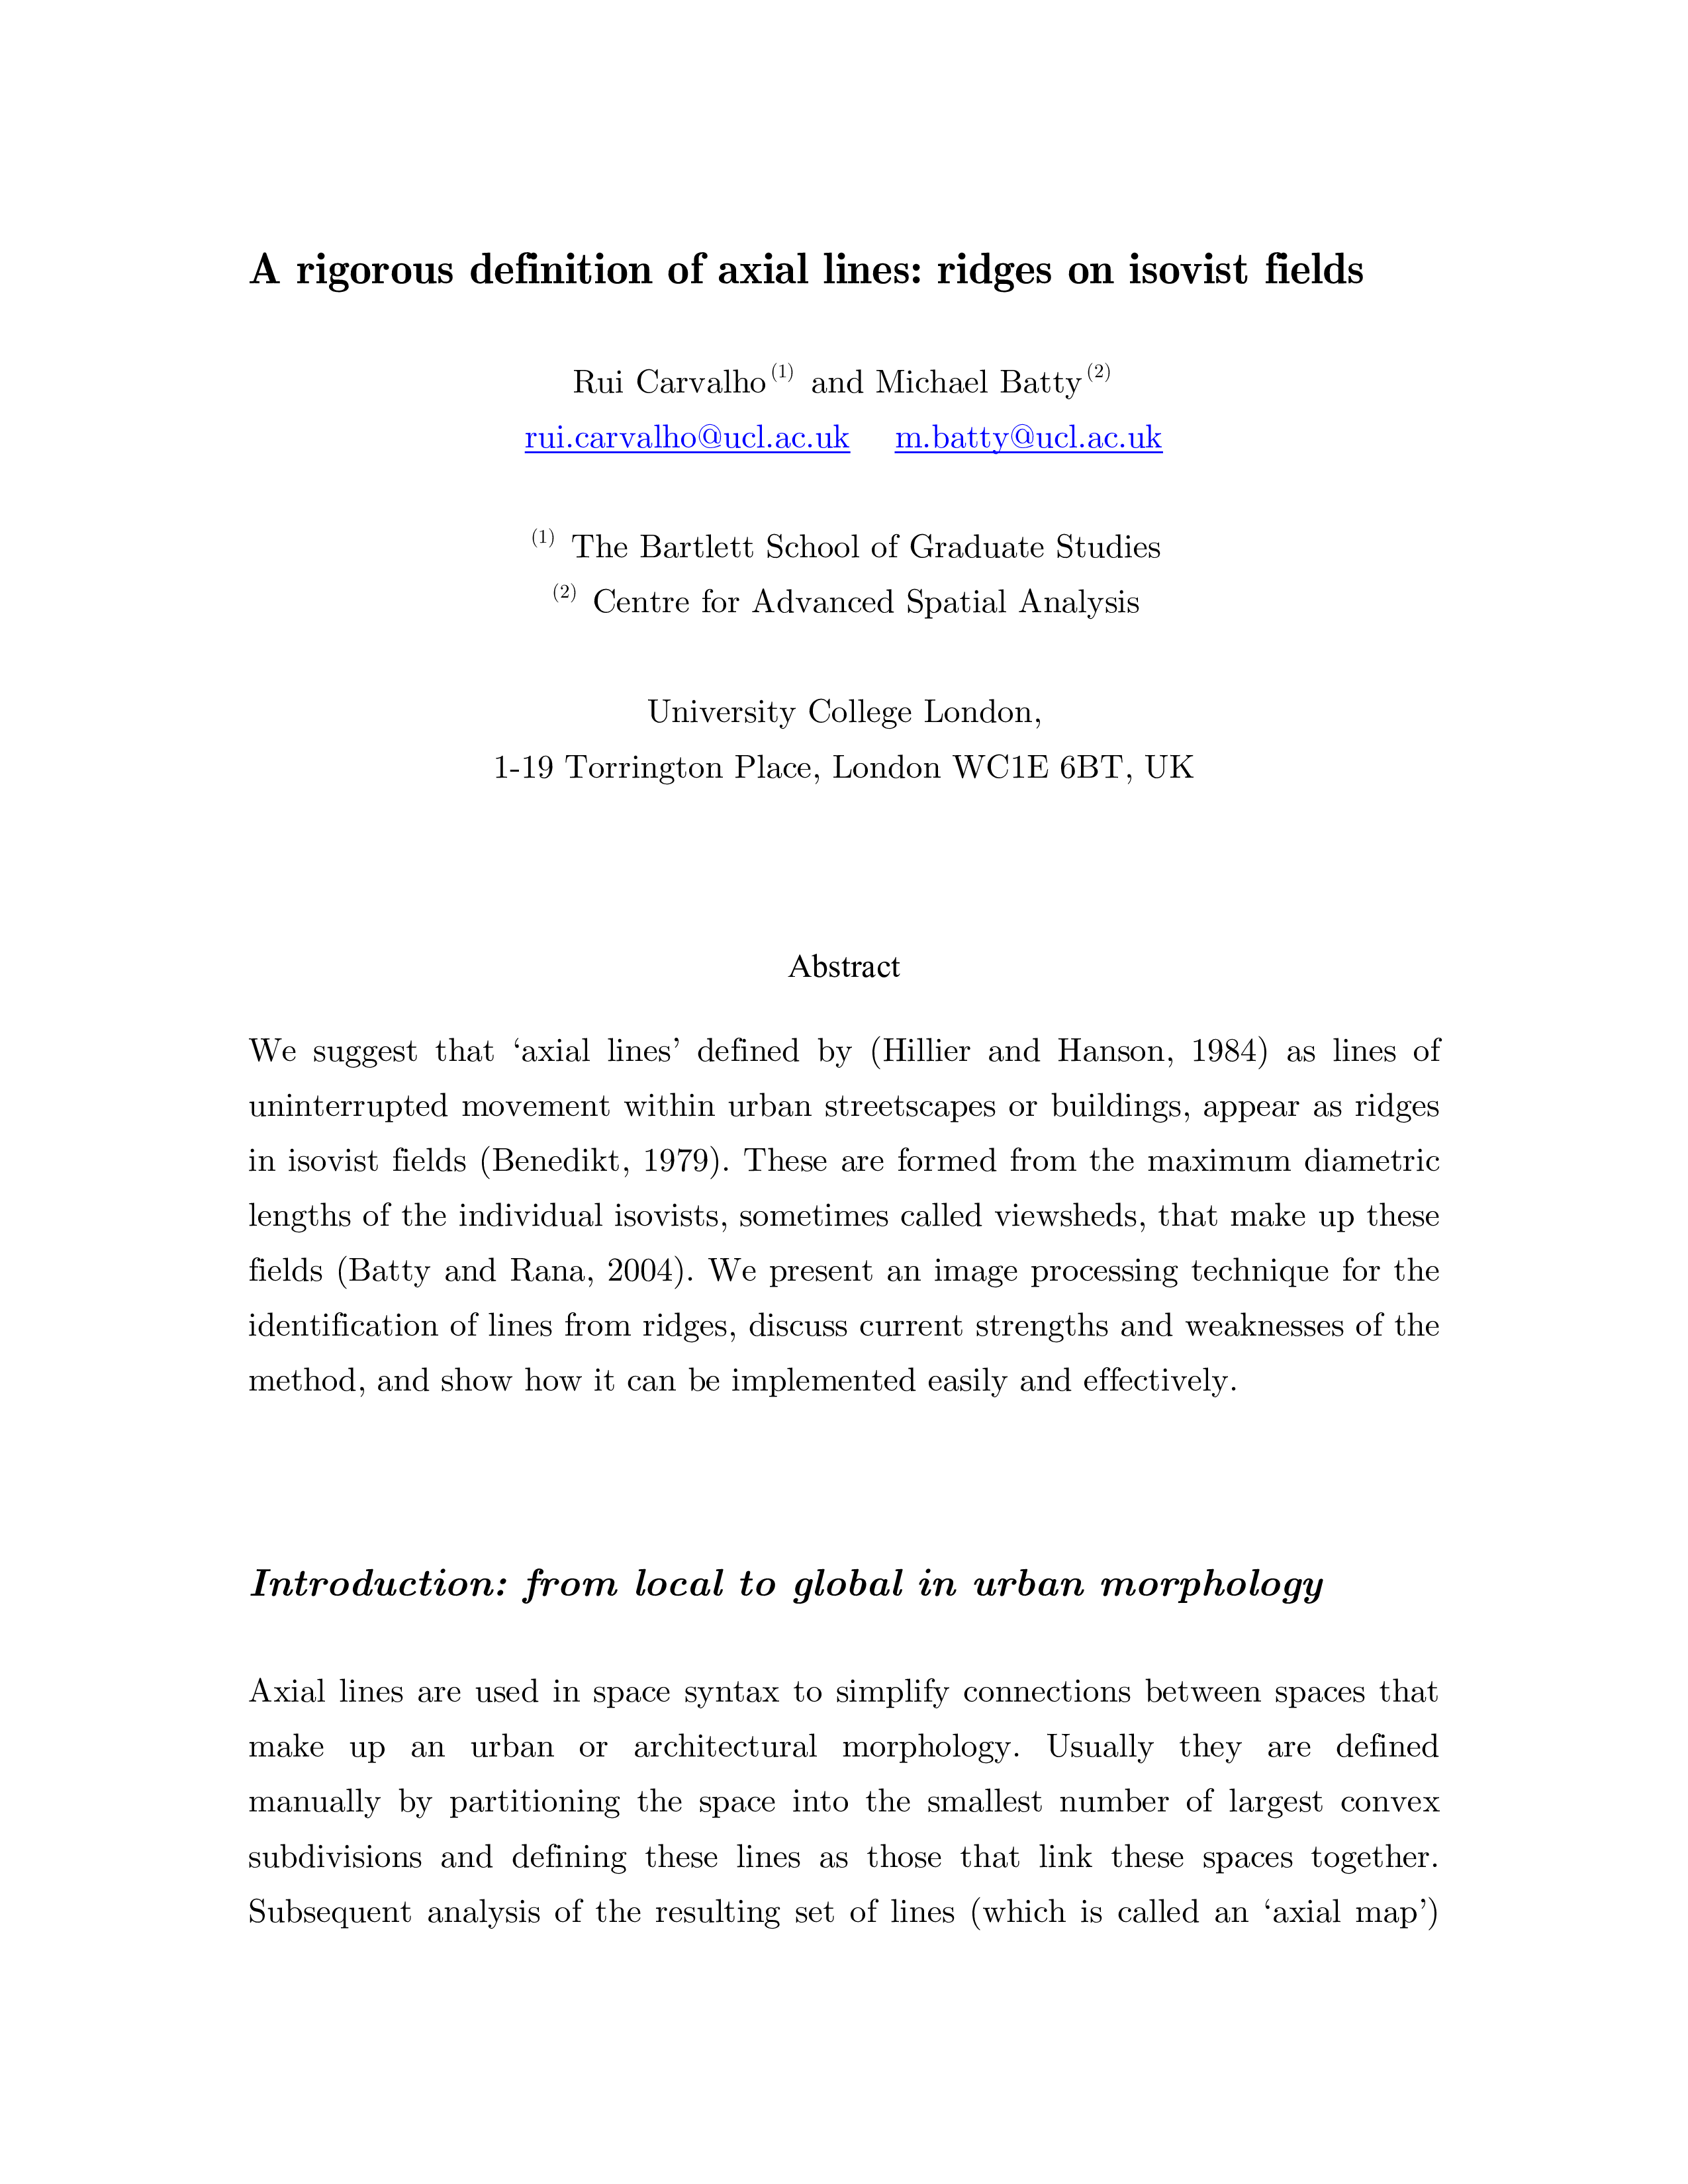 A rigorous definition of axial lines: ridges on isovist fields
Rui Carvalho (1) and Michael Batty (2)
rui.carvalho@ucl.ac.uk m.batty@ucl.ac.uk
(1) The Bartlett School of Graduate Studies
(2) Centre for Advanced Spatial Analysis
University College London,
1-19 Torrington Place, London WC1E 6BT, UK
Abstract
We suggest that ‘axial lines’ defined by (Hillier and Hanson, 1984) as lines of
uninterrupted movement within urban streetscapes or buildings, appear as ridges
in isovist fields (Benedikt, 1979). These are formed from the maximum diametric
lengths of the individual isovists, sometimes called viewsheds, that make up these
fields (Batty and Rana, 2004). We present an image processing technique for the
identification of lines from ridges, discuss current strengths and weaknesses of the
method, and show how it can be implemented easily and effectively.
Introduction: from local to global in urban morphology
Axial lines are used in space syntax to simplify connections between spaces that
make up an urban or architectural morphology. Usually they are defined
manually by partitioning the space into the smallest number of largest convex
subdivisions and defining these lines as those that link these spaces together.
Subsequent analysis of the resulting set of lines (which is called an ‘axial map’)